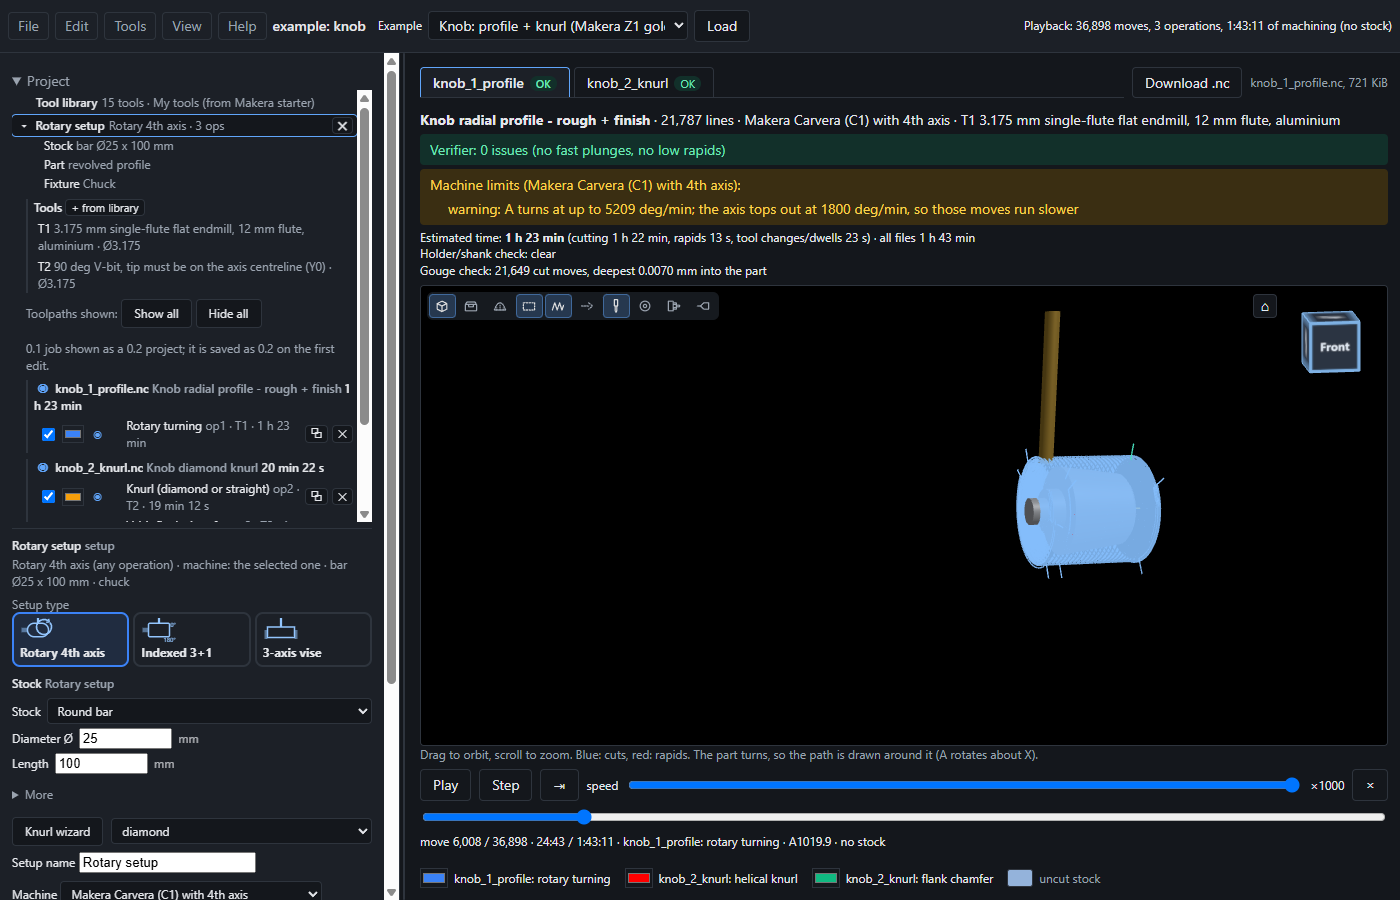 File Edit Tools View Help example: knob Example Knob: profile + knurl (Makera Z1 gol Load Playback: 36,898 moves, 3 operations, 1:43:11 of machining (no stock)
Project
Tool library 15 tools · My tools (from Makera starter)
Rotary setup Rotary 4th axis · 3 ops
Stock bar Ø25 x 100 mm
Part revolved profile
Fixture Chuck
Tools + from library
T1 3.175 mm single-flute flat endmill, 12 mm flute,
aluminium · Ø3.175
T2 90 deg V-bit, tip must be on the axis centreline (Y0) ·
Ø3.175
Toolpaths shown: Show all Hide all
0.1 job shown as a 0.2 project; it is saved as 0.2 on the first
edit.
knob_1_profile.nc Knob radial profile - rough + finish 1
h 23 min
Rotary turning op1 · T1 · 1 h 23
min
knob_2_knurl.nc Knob diamond knurl 20 min 22 s
Knurl (diamond or straight) op2 ·
T2 · 19 min 12 s
Rotary setup setup
Rotary 4th axis (any operation) · machine: the selected one · bar
Ø25 x 100 mm · chuck
Setup type
Rotary 4th axis Indexed 3+1 3-axis vise
Stock Rotary setup
Stock Round bar
Diameter Ø 25 mm
Length 100 mm
More
Knurl wizard diamond
Setup name Rotary setup
Machine Makera Carvera (C1) with 4th axis
knob_1_profile OK knob_2_knurl OK Download .nc knob_1_profile.nc, 721 KiB
Knob radial profile - rough + finish · 21,787 lines · Makera Carvera (C1) with 4th axis · T1 3.175 mm single-flute flat endmill, 12 mm flute, aluminium
Verifier: 0 issues (no fast plunges, no low rapids)
Machine limits (Makera Carvera (C1) with 4th axis):
warning: A turns at up to 5209 deg/min; the axis tops out at 1800 deg/min, so those moves run slower
Estimated time: 1 h 23 min (cutting 1 h 22 min, rapids 13 s, tool changes/dwells 23 s) · all files 1 h 43 min
Holder/shank check: clear
Gouge check: 21,649 cut moves, deepest 0.0070 mm into the part
Front
Drag to orbit, scroll to zoom. Blue: cuts, red: rapids. The part turns, so the path is drawn around it (A rotates about X).
Play Step speed ×1000 ×
move 6,008 / 36,898 · 24:43 / 1:43:11 · knob_1_profile: rotary turning · A1019.9 · no stock
knob_1_profile: rotary turning knob_2_knurl: helical knurl knob_2_knurl: flank chamfer uncut stock